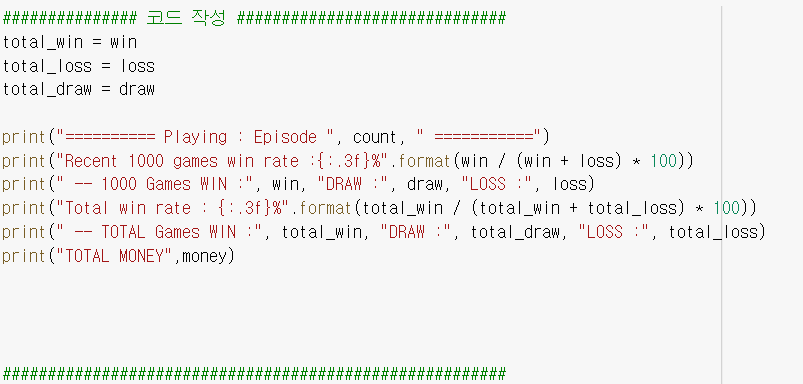 ############### 코드 작성 ##############################
total_win = win
total_loss = loss
total_draw = draw
print("========== Playing : Episode ", count, " ===========")
print("Recent 1000 games win rate :{:.3f}%".format(win / (win + loss) * 100))
print(" -- 1000 Games WIN :", win, "DRAW :", draw, "LOSS :", loss)
print("Total win rate : {:.3f}%".format(total_win / (total_win + total_loss) * 100))
print(" -- TOTAL Games WIN :", total_win, "DRAW :", total_draw, "LOSS :", total_loss)
print("TOTAL MONEY",money)
########################################################